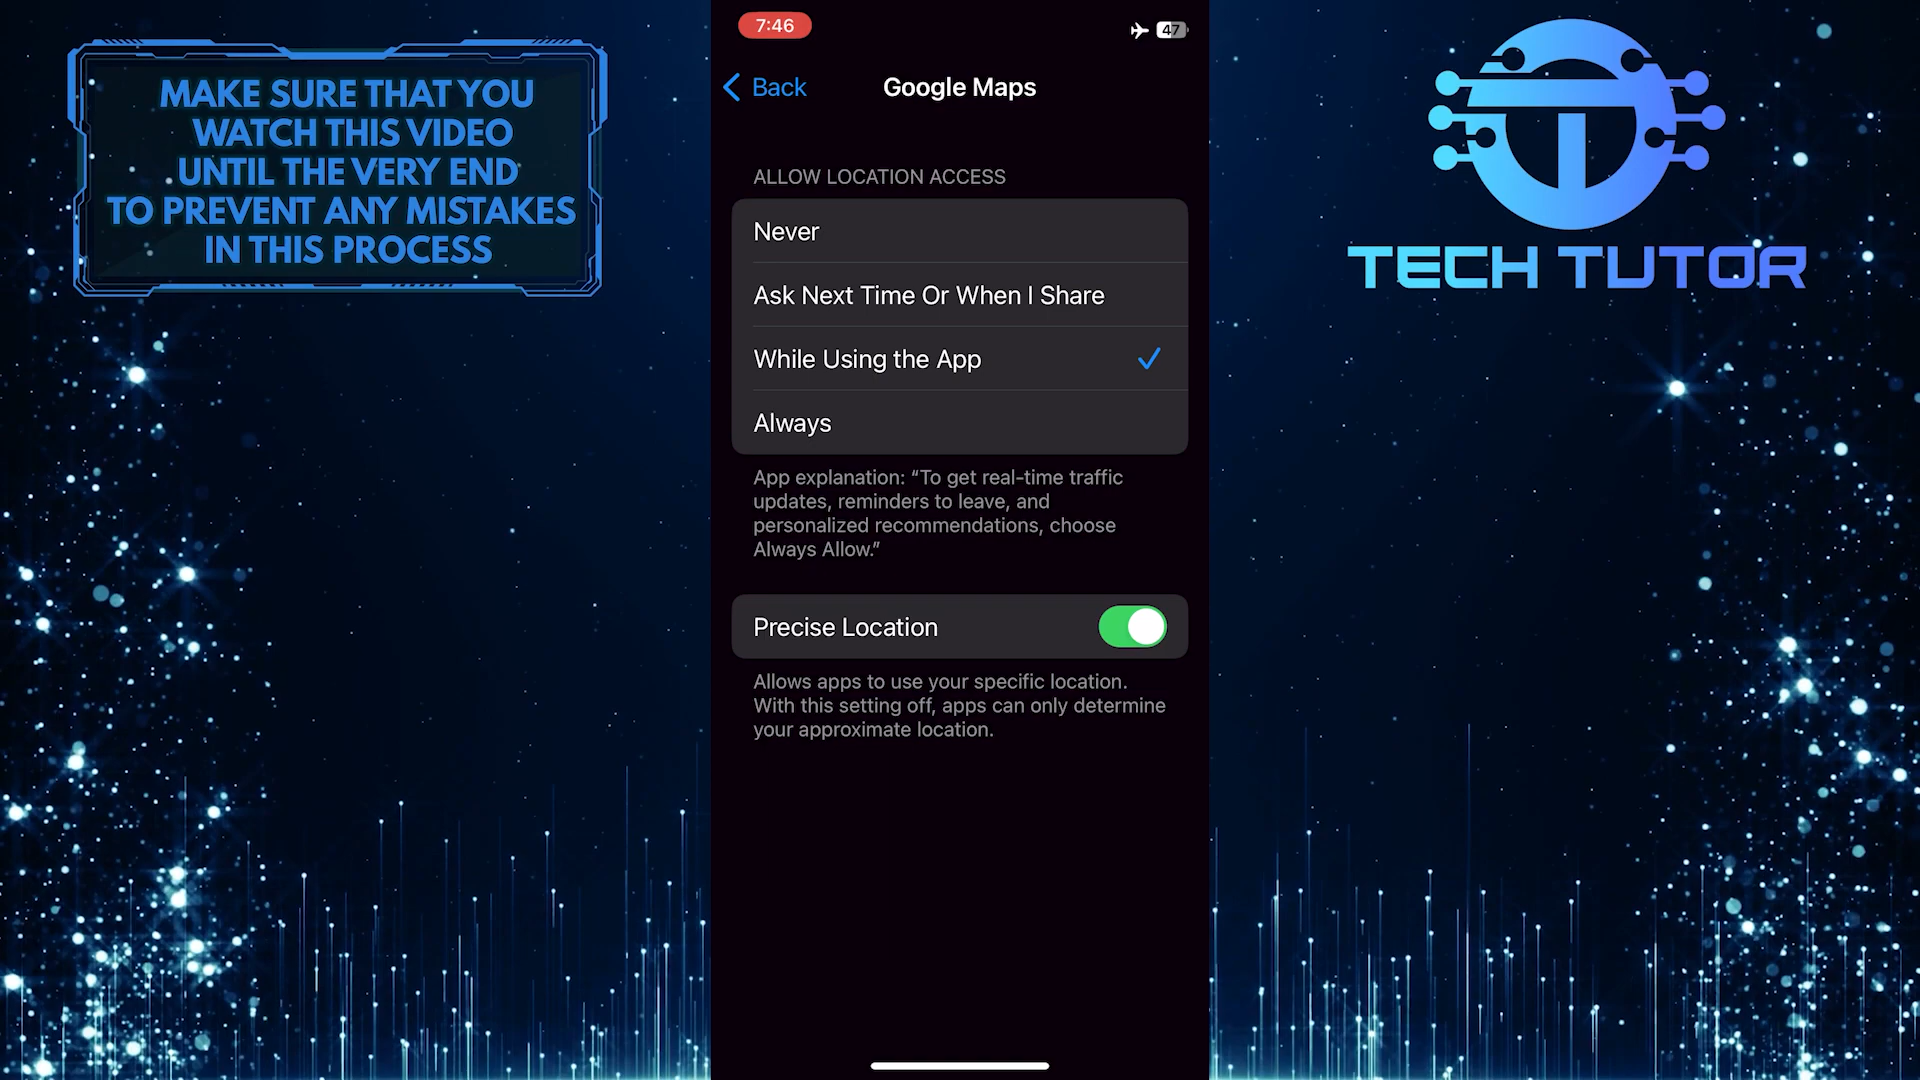 MAKE SURE THAT YOU
WATCH THIS VIDEO
UNTIL THE VERY END
TO PREVENT ANY MISTAKES
IN THIS PROCESS
7:46
47
Back
Google Maps
ALLOW LOCATION ACCESS
Never
Ask Next Time Or When I Share
While Using the App
Always
App explanation: “To get real-time traffic
updates, reminders to leave, and
personalized recommendations, choose
Always Allow.”
Precise Location
Allows apps to use your specific location.
With this setting off, apps can only determine
your approximate location.
TECH TUTOR